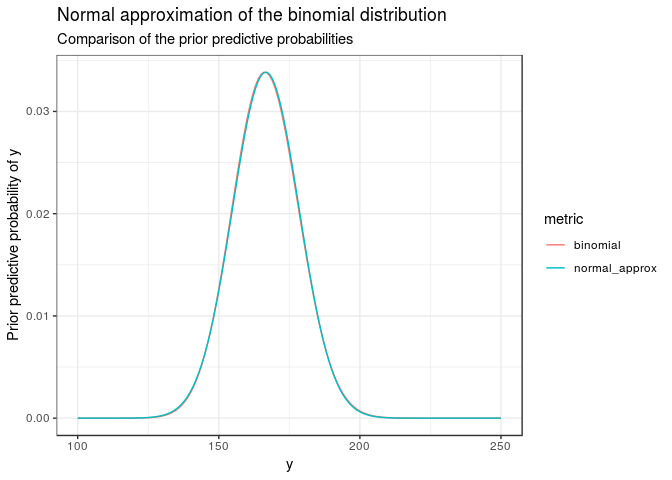 Normal approximation of the binomial distribution
Comparison of the prior predictive probabilities
Prior predictive probability of y
0.03
0.02
0.01
0.00
100
150
200
250
y
metric
binomial
normal_approx